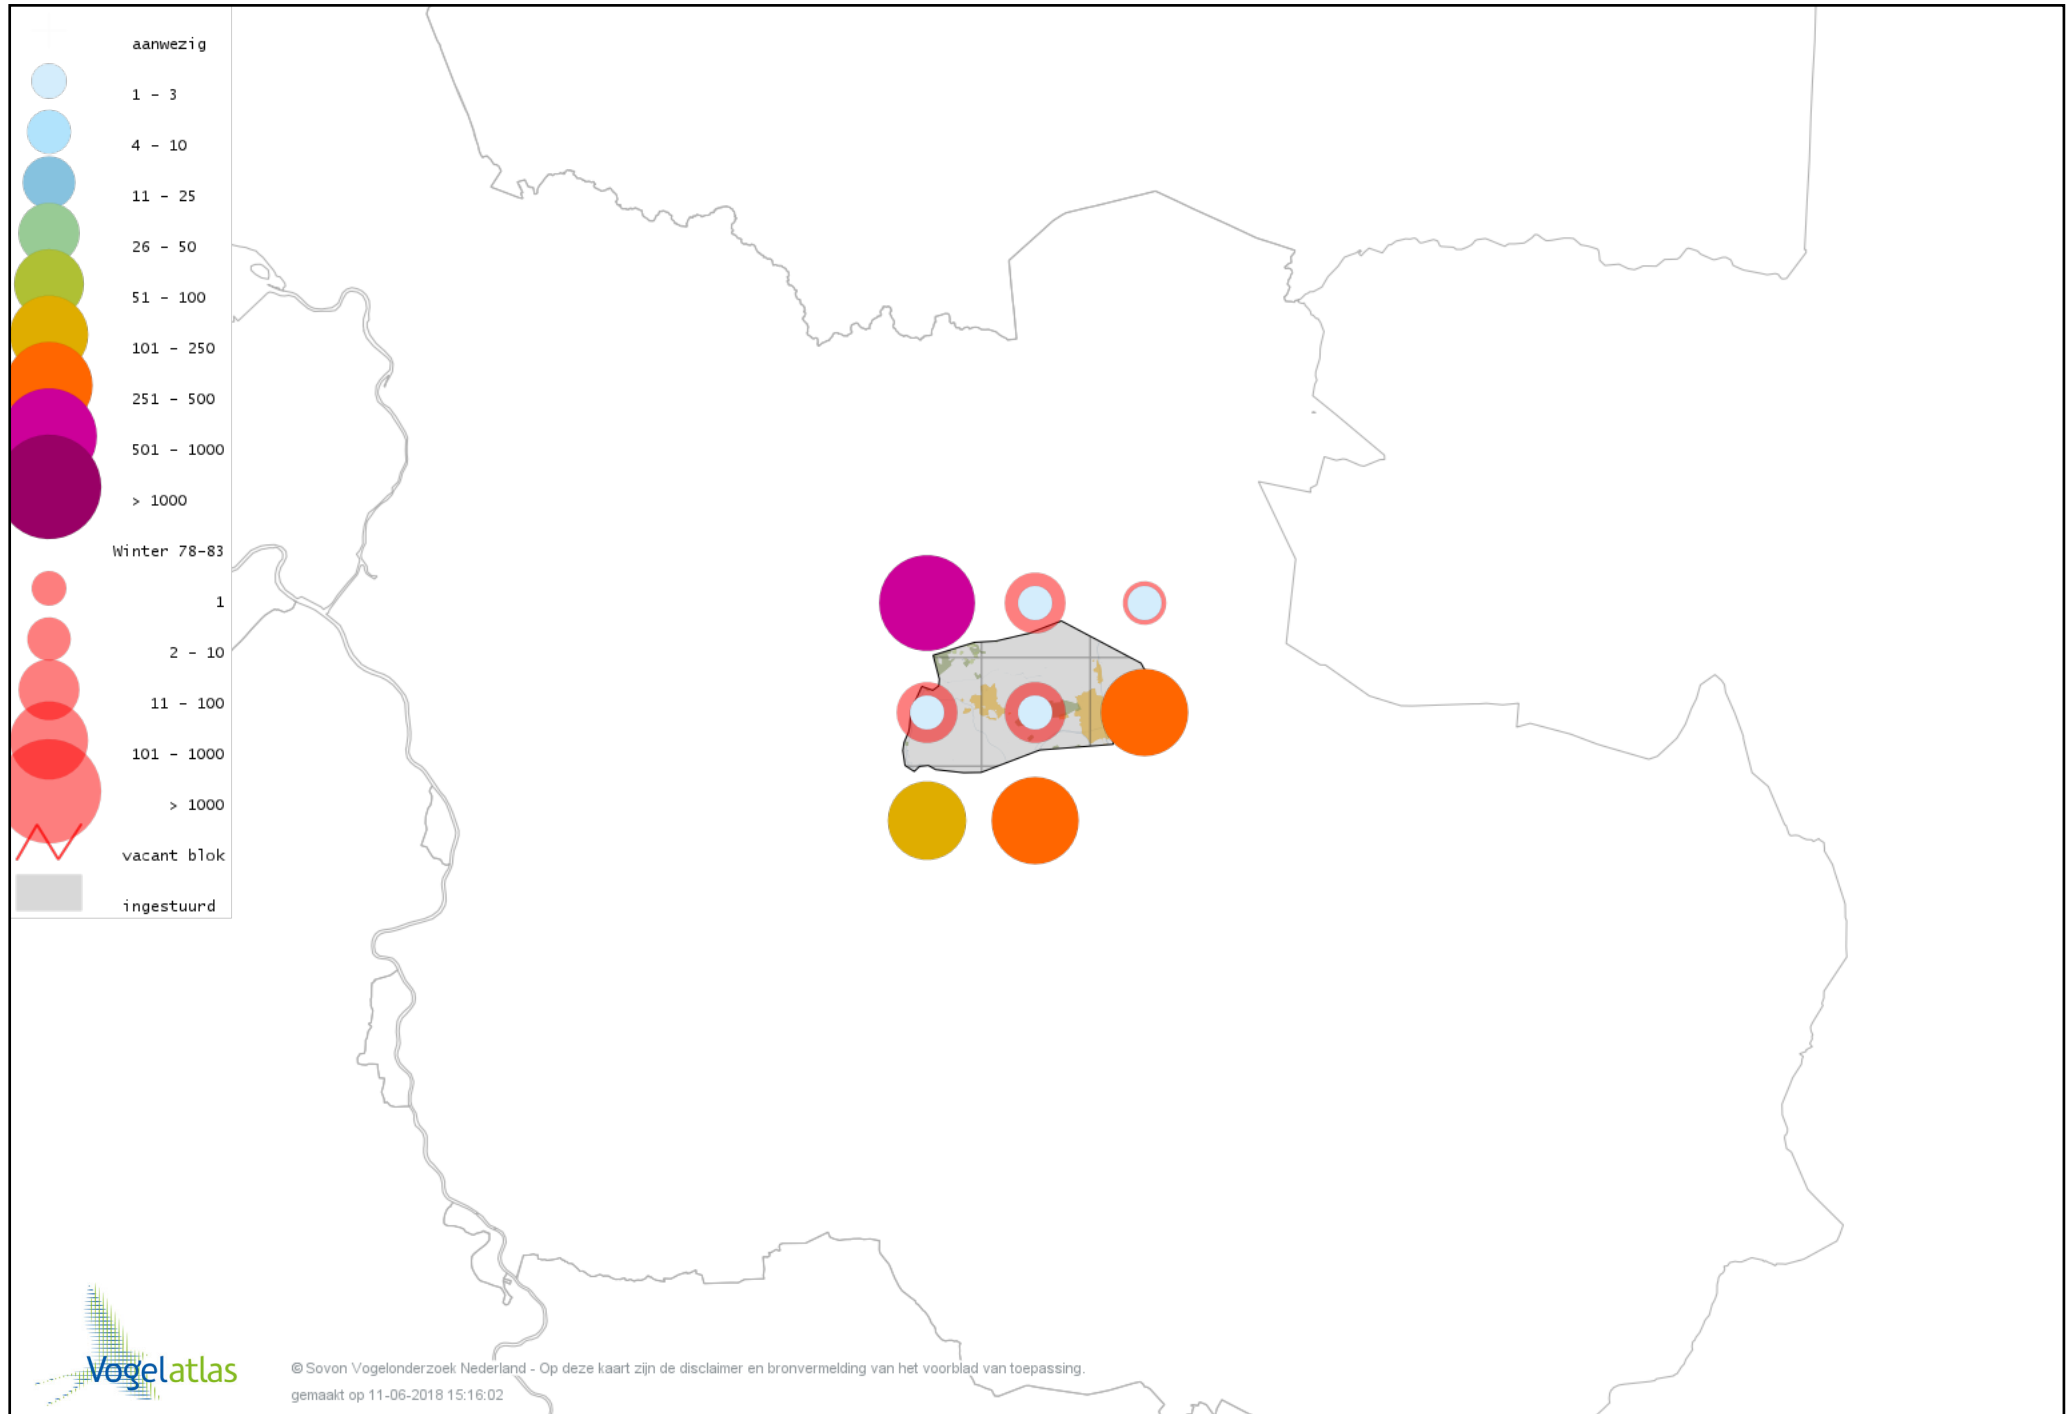 aanwezig
1 - 3
4 - 10
11 - 25
26 - 50
51 - 100
101 - 250
251 - 500
501 - 1000
> 1000
Winter 78-83
1
2 - 10
11 - 100
101 - 1000
> 1000
vacant blok
ingestuurd
Vogelatlas
© Sovon Vogelonderzoek Nederland - Op deze kaart zijn de disclaimer en bronvermelding van het voorblad van toepassing.
gemaakt op 11-06-2018 15:16:02